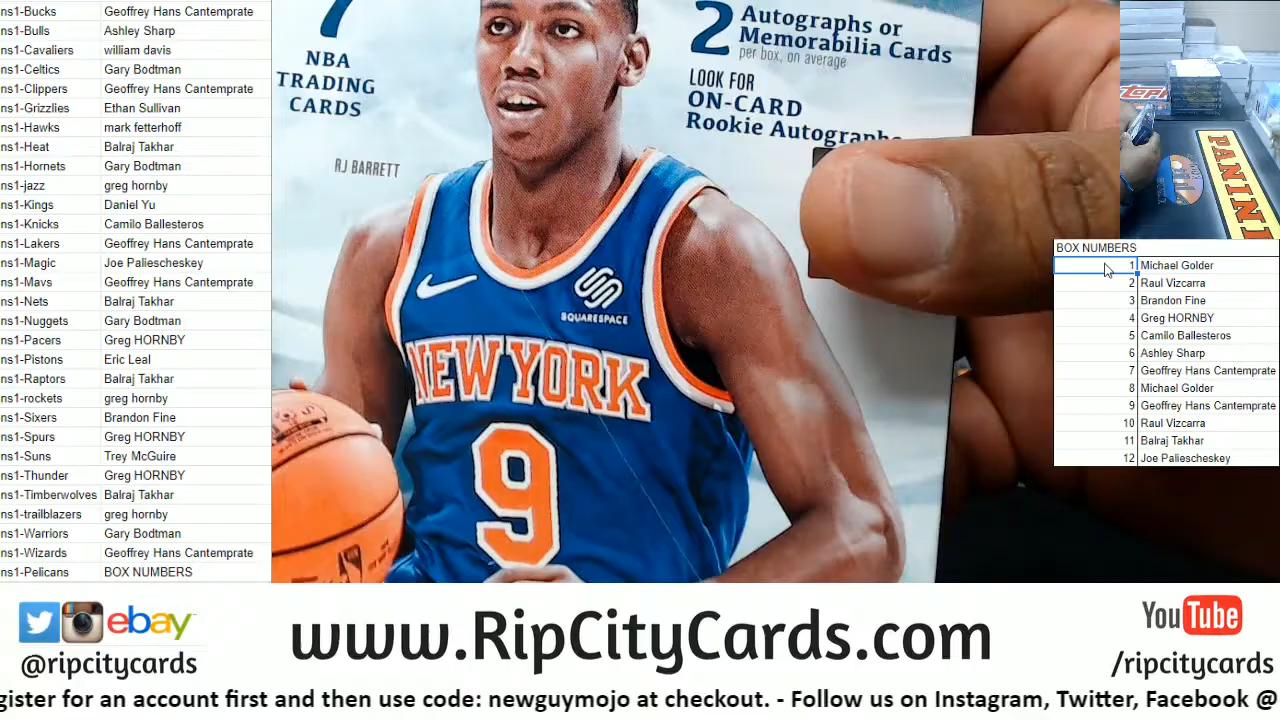 ns1-Bucks Geoffrey Hans Cantemprate
ns1-Bulls Ashley Sharp
ns1-Cavaliers william davis
ns1-Celtics Gary Bodtman
ns1-Clippers Geoffrey Hans Cantemprate
ns1-Grizzlies Ethan Sullivan
ns1-Hawks mark fetterhoff
ns1-Heat Balraj Takhar
ns1-Hornets Gary Bodtman
ns1-jazz greg hornby
ns1-Kings Daniel Yu
ns1-Knicks Camilo Ballesteros
ns1-Lakers Geoffrey Hans Cantemprate
ns1-Magic Joe Paliescheskey
ns1-Mavs Geoffrey Hans Cantemprate
ns1-Nets Balraj Takhar
ns1-Nuggets Gary Bodtman
ns1-Pacers Greg HORNBY
ns1-Pistons Eric Leal
ns1-Raptors Balraj Takhar
ns1-rockets greg hornby
ns1-Sixers Brandon Fine
ns1-Spurs Greg HORNBY
ns1-Suns Trey McGuire
ns1-Thunder Greg HORNBY
ns1-Timberwolves Balraj Takhar
ns1-trailblazers greg hornby
ns1-Warriors Gary Bodtman
ns1-Wizards Geoffrey Hans Cantemprate
ns1-Pelicans BOX NUMBERS
7
NBA
TRADING
CARDS
RJ BARRETT
2 Autographs or
Memorabilia Cards
per box, on average
LOOK FOR
ON-CARD
Rookie Autographs
SQUARESPACE
NEW YORK
9
PANINI
BOX NUMBERS
1 Michael Golder
2 Raul Vizcarra
3 Brandon Fine
4 Greg HORNBY
5 Camilo Ballesteros
6 Ashley Sharp
7 Geoffrey Hans Cantemprate
8 Michael Golder
9 Geoffrey Hans Cantemprate
10 Raul Vizcarra
11 Balraj Takhar
12 Joe Paliescheskey
ebay
@ripcitycards
www.RipCityCards.com
YouTube
/ripcitycards
gister for an account first and then use code: newguymojo at checkout. - Follow us on Instagram, Twitter, Facebook @